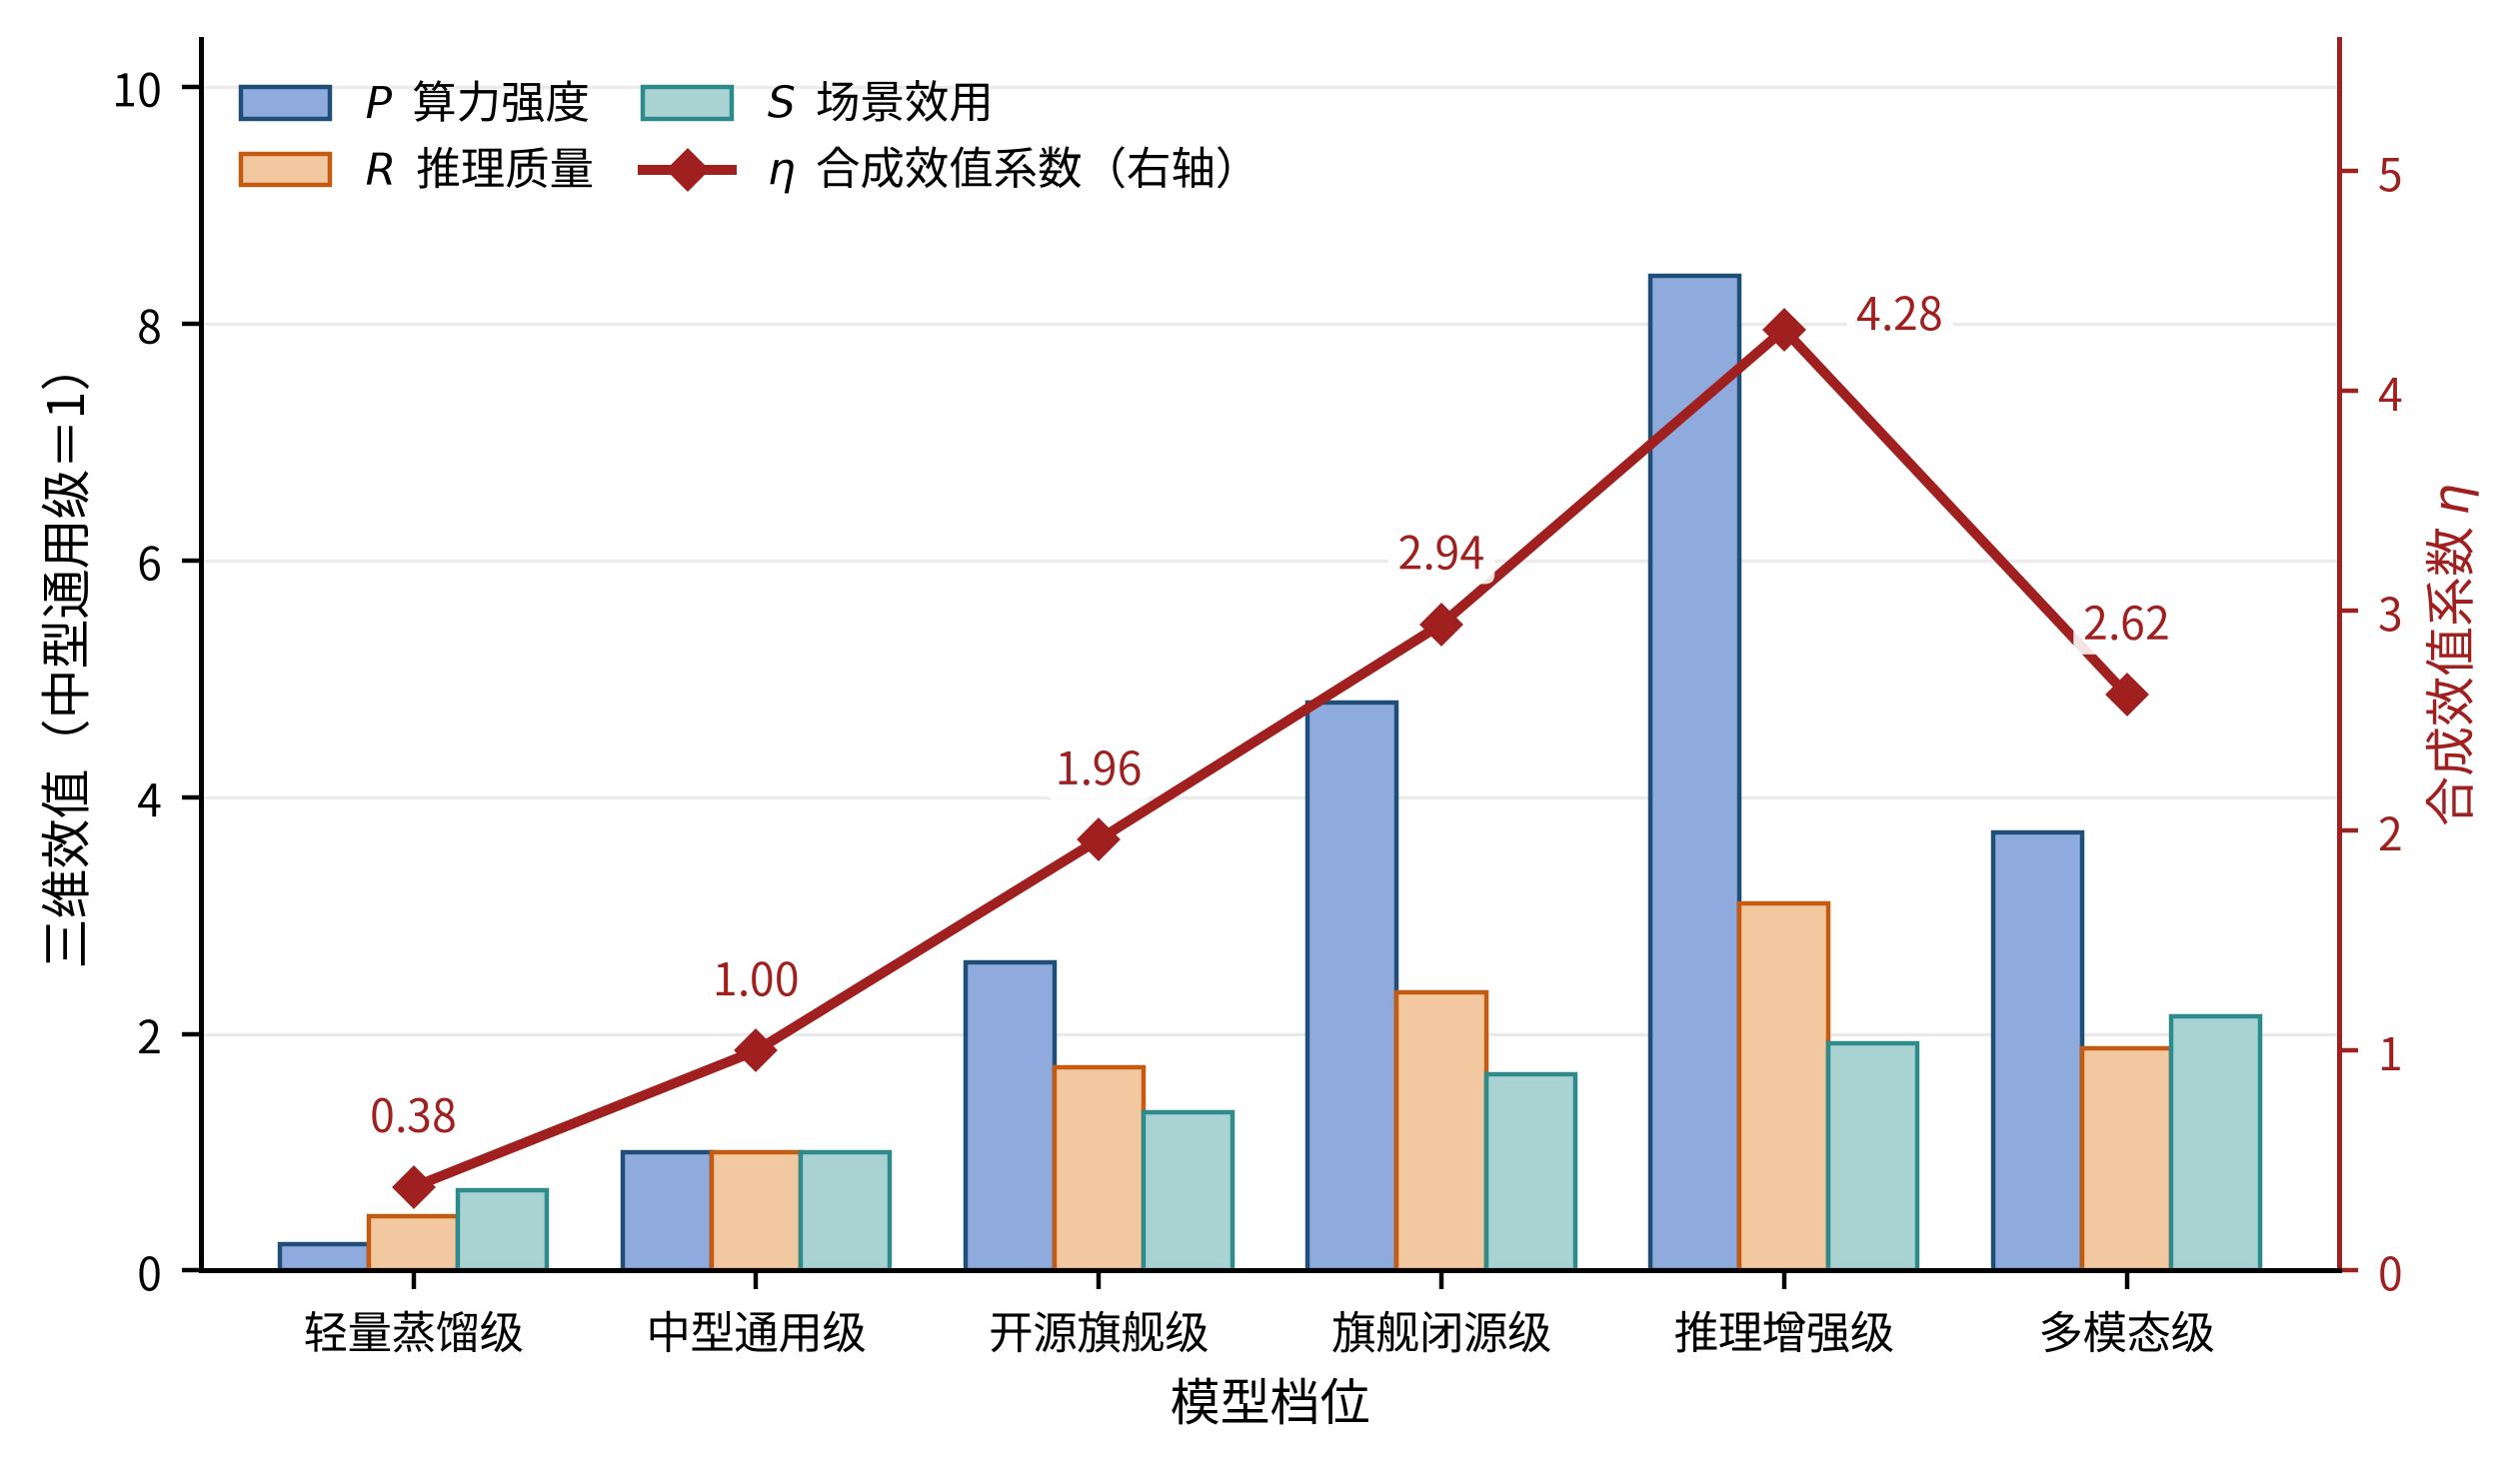 P 算力强度
R 推理质量
S 场景效用
η 合成效值系数（右轴）
三维效值（中型通用级＝1）
10
8
6
4
2
0
0.38
1.00
1.96
2.94
4.28
2.62
5
4
3
2
1
0
合成效值系数 η
轻量蒸馏级
中型通用级
开源旗舰级
旗舰闭源级
推理增强级
多模态级
模型档位